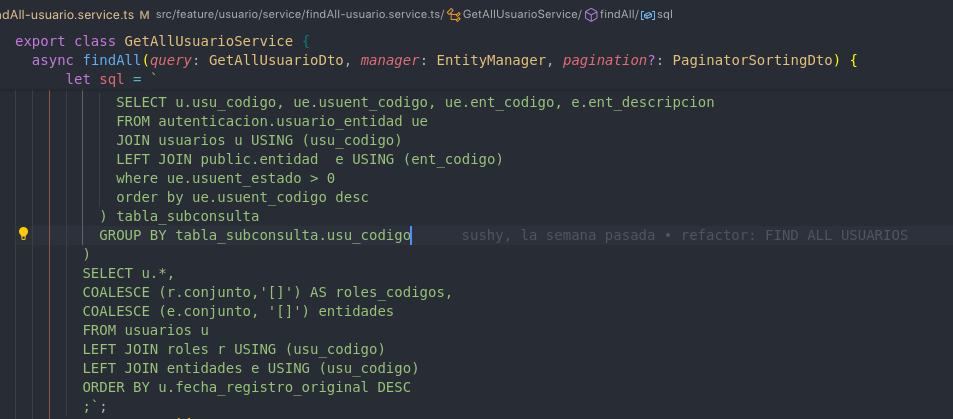 ndAll-usuario.service.ts M src/feature/usuario/service/findAll-usuario.service.ts/ GetAllUsuarioService/ findAll/ sql
export class GetAllUsuarioService {
async findAll(query: GetAllUsuarioDto, manager: EntityManager, pagination?: PaginatorSortingDto) {
let sql = `
SELECT u.usu_codigo, ue.usuent_codigo, ue.ent_codigo, e.ent_descripcion
FROM autenticacion.usuario_entidad ue
JOIN usuarios u USING (usu_codigo)
LEFT JOIN public.entidad  e USING (ent_codigo)
where ue.usuent_estado > 0
order by ue.usuent_codigo desc
) tabla_subconsulta
GROUP BY tabla_subconsulta.usu_codigo sushy, la semana pasada • refactor: FIND ALL USUARIOS
)
SELECT u.*,
COALESCE (r.conjunto,'[]') AS roles_codigos,
COALESCE (e.conjunto, '[]') entidades
FROM usuarios u
LEFT JOIN roles r USING (usu_codigo)
LEFT JOIN entidades e USING (usu_codigo)
ORDER BY u.fecha_registro_original DESC
;`;